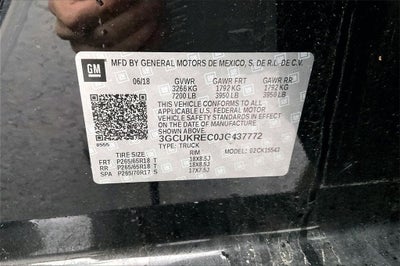 GM
MFD BY GENERAL MOTORS DE MEXICO, S. DE R.L. DE C.V.
06/18 GVWR GAWR FRT GAWR RR
3266 KG 1792 KG 1792 KG
7200 LB 3950 LB 3950 LB
THIS VEHICLE CONFORMS TO ALL
APPLICABLE U.S. FEDERAL MOTOR
VEHICLE SAFETY STANDARDS IN EFFECT
ON THE DATE OF MANUFACTURE SHOWN ABOVE.
3GCUKREC0JG437772
TYPE: TRUCK
TIRE SIZE RIM
FRT P265/65R18 T 18X8.5J
RR P265/65R18 T 18X8.5J
SPA P265/70R17 S 17X7.5J